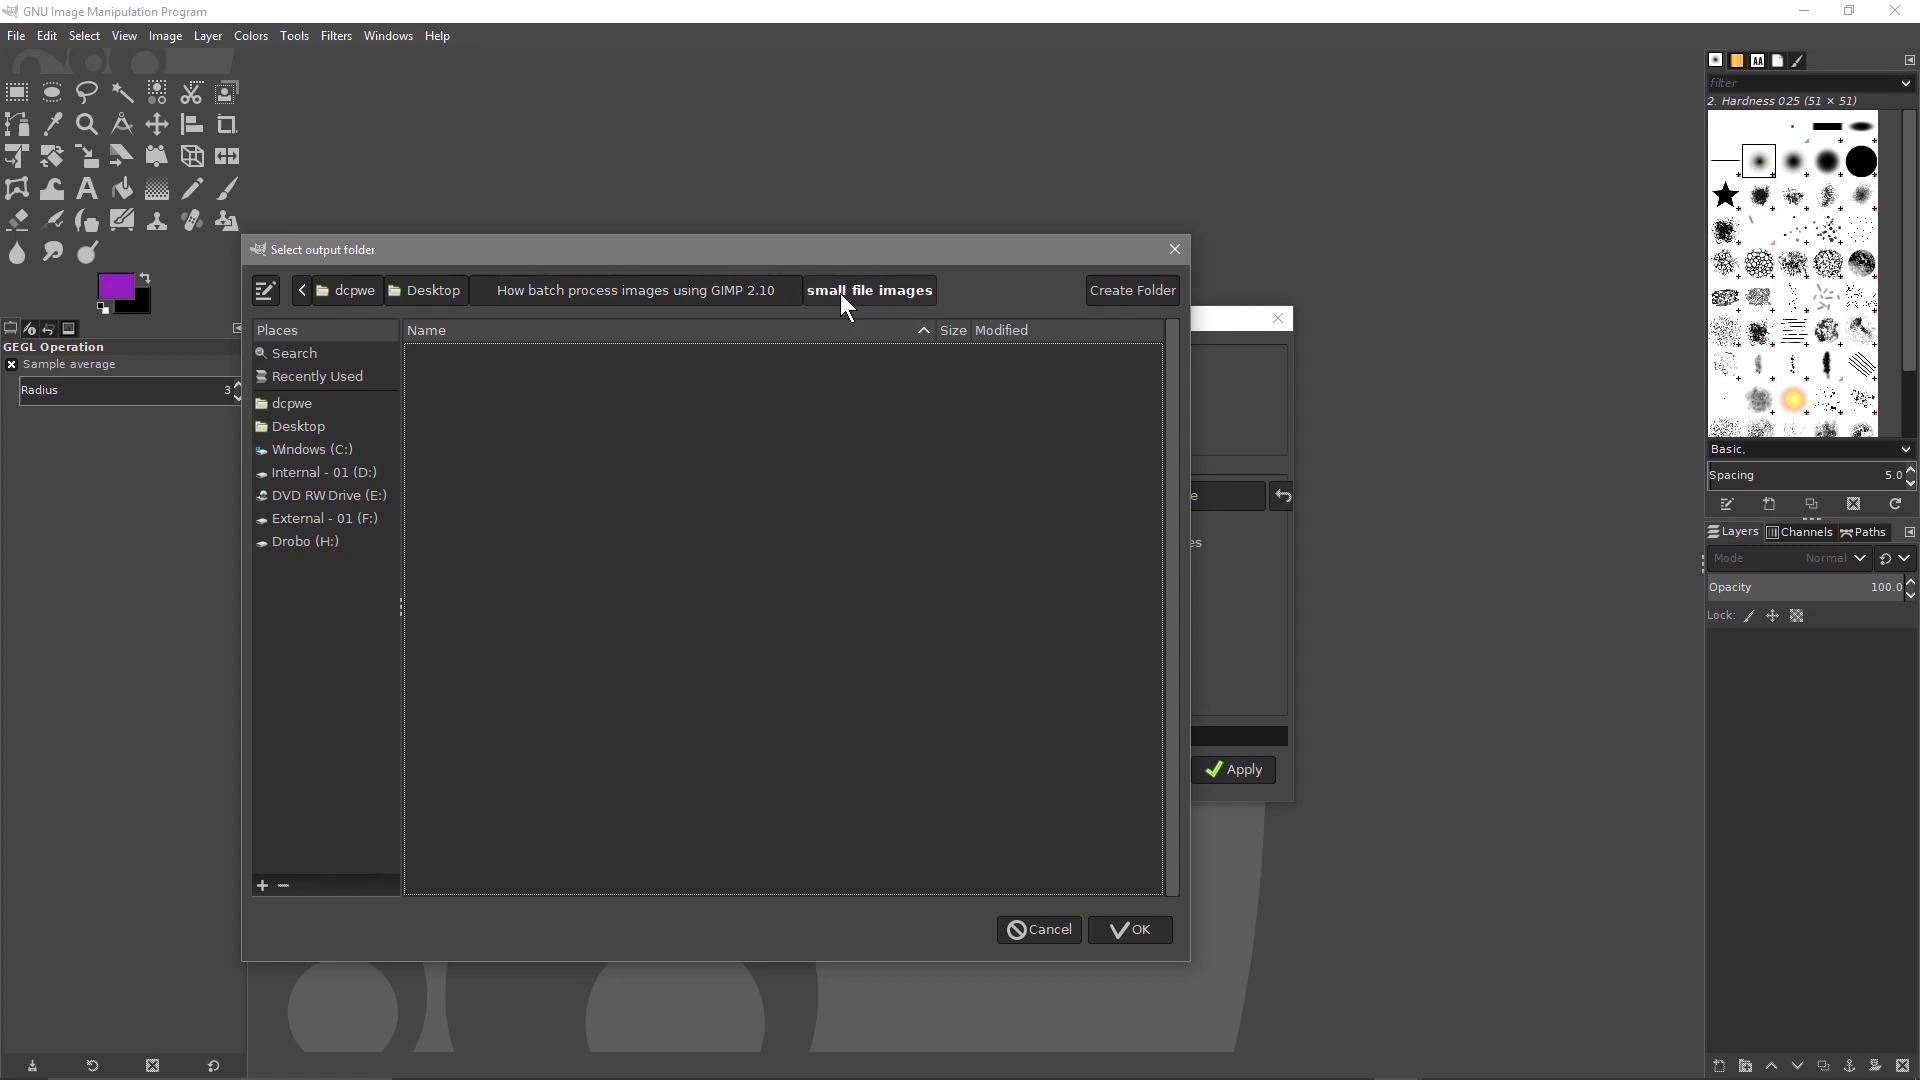 GNU Image Manipulation Program
File Edit Select View Image Layer Colors Tools Filters Windows Help
filter
2. Hardness 025 (51 × 51)
Select output folder
dcpwe Desktop How batch process images using GIMP 2.10 small file images Create Folder
Places Name Size Modified
GEGL Operation
Sample average
Radius 3
Search
Recently Used
dcpwe
Desktop
Windows (C:)
Internal - 01 (D:)
DVD RW Drive (E:)
External - 01 (F:)
Drobo (H:)
e
es
Apply
Cancel OK
Basic,
Spacing 5.0
Layers Channels Paths
Mode Normal
Opacity 100.0
Lock: